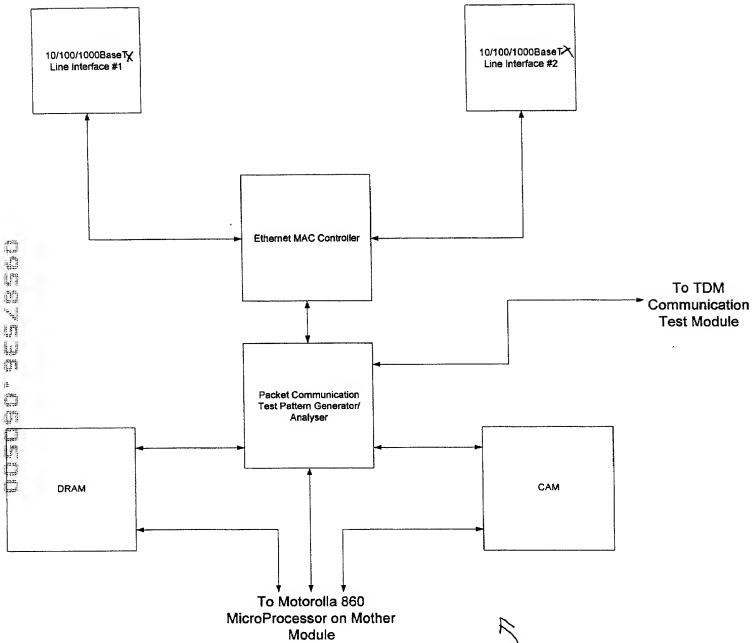 10/100/1000BaseTX
Line Interface #1
10/100/1000BaseTX
Line Interface #2
Ethernet MAC Controller
To TDM
Communication
Test Module
Packet Communication
Test Pattern Generator/
Analyser
DRAM
CAM
To Motorolla 860
MicroProcessor on Mother
Module